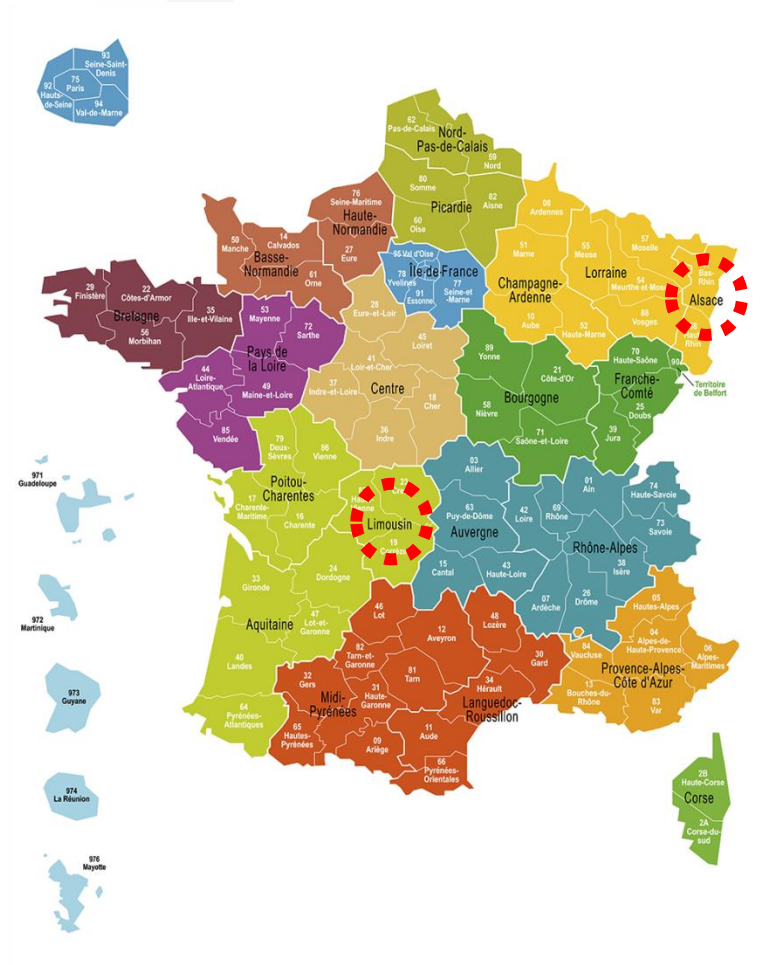 93
Seine-Saint-
Denis
92
Hauts-
de-Seine
75
Paris
94
Val-de-Marne
62
Pas-de-Calais
Nord-
Pas-de-Calais
59
Nord
80
Somme
Picardie
02
Aisne
60
Oise
76
Seine-Maritime
Haute-
Normandie
27
Eure
50
Manche
14
Calvados
Basse-
Normandie
61
Orne
95 Val d'Oise
Île-de-France
78
Yvelines
91
Essonne
77
Seine-et
-Marne
08
Ardennes
51
Marne
Champagne-
Ardenne
10
Aube
52
Haute-Marne
55
Meuse
57
Moselle
Lorraine
54
Meurthe-et-Mos
88
Vosges
Bas-
Rhin
Alsace
Rhin
29
Finistère
22
Côtes-d'Armor
Bretagne
35
Ille-et-Vilaine
56
Morbihan
53
Mayenne
72
Sarthe
Pays de
la Loire
44
Loire-
Atlantique
49
Maine-et-Loire
85
Vendée
28
Eure-et-Loir
45
Loiret
41
Loir-et-Cher
37
Indre-et-Loire
Centre
18
Cher
36
Indre
89
Yonne
21
Côte-d'Or
Bourgogne
58
Nièvre
71
Saône-et-Loire
70
Haute-Saône
90
Territoire
de Belfort
Franche-
Comté
25
Doubs
39
Jura
79
Deux-
Sèvres
86
Vienne
Poitou-
Charentes
17
Charente-
Maritime
16
Charente
Limousin
19
Corrèze
03
Allier
63
Puy-de-Dôme
Auvergne
15
Cantal
43
Haute-Loire
42
Loire
69
Rhône
01
Ain
74
Haute-Savoie
73
Savoie
Rhône-Alpes
38
Isère
07
Ardèche
26
Drôme
24
Dordogne
33
Gironde
47
Lot-et-
Garonne
Aquitaine
40
Landes
64
Pyrénées-
Atlantiques
46
Lot
12
Aveyron
82
Tarn-et-
Garonne
81
Tarn
32
Gers
31
Haute-
Garonne
Midi-
Pyrénées
65
Hautes-
Pyrénées
09
Ariège
48
Lozère
30
Gard
34
Hérault
Languedoc-
Roussillon
11
Aude
66
Pyrénées-
Orientales
05
Hautes-Alpes
04
Alpes-de-
Haute-Provence
06
Alpes-
Maritimes
84
Vaucluse
Provence-Alpes-
Côte d'Azur
13
Bouches-du-
Rhône
83
Var
2B
Haute-Corse
Corse
2A
Corse-du-
sud
971
Guadeloupe
972
Martinique
973
Guyane
974
La Réunion
976
Mayotte